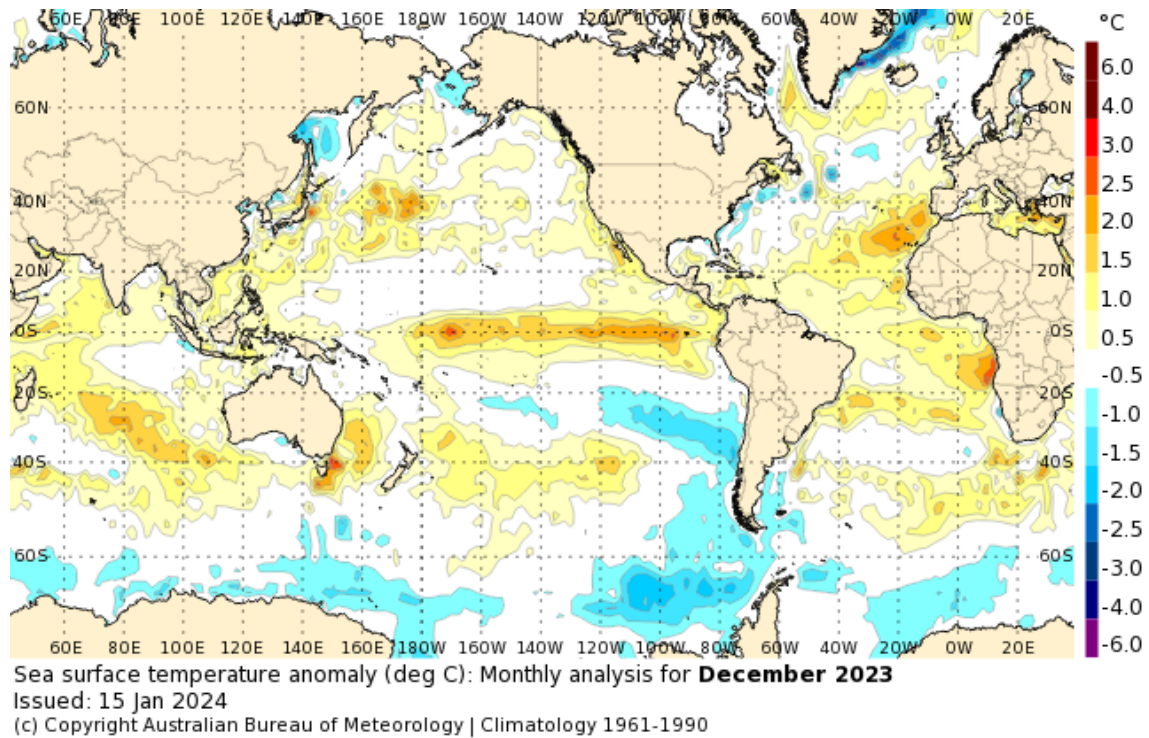 60E 80E 100E 120E 140E 160E 180W 160W 140W 120W 100W 80W 60W 40W 20W 0W 20E
°C
6.0
60N 60N 4.0
3.0
2.5
40N 40N 2.0
1.5
20N 20N 1.0
0S 0S 0.5
-0.5
20S 20S -1.0
-1.5
40S 40S -2.0
-2.5
60S 60S -3.0
-4.0
60E 80E 100E 120E 140E 160E 180W 160W 140W 120W 100W 80W 60W 40W 20W 0W 20E -6.0
Sea surface temperature anomaly (deg C): Monthly analysis for December 2023
Issued: 15 Jan 2024
(c) Copyright Australian Bureau of Meteorology | Climatology 1961-1990